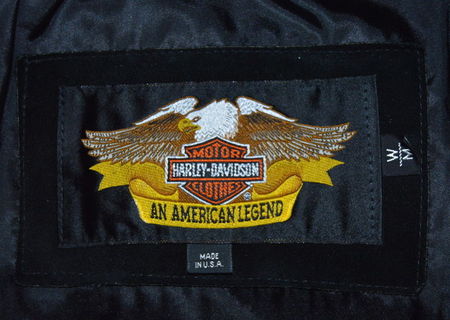 MOTOR
HARLEY-DAVIDSON
CLOTHES
®
AN AMERICAN LEGEND
W
M
MADE
IN U.S.A.